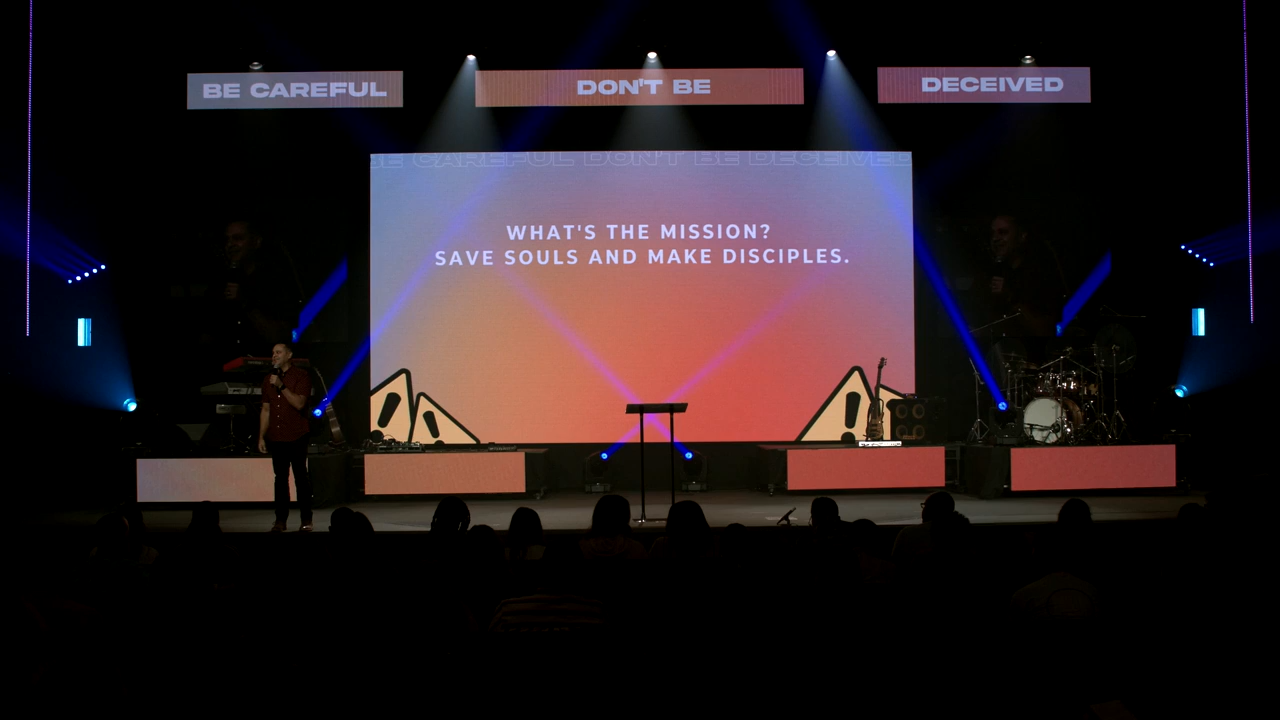 BE CAREFUL
DON'T BE
DECEIVED
BE CAREFUL DON'T BE DECEIVED
WHAT'S THE MISSION?
SAVE SOULS AND MAKE DISCIPLES.